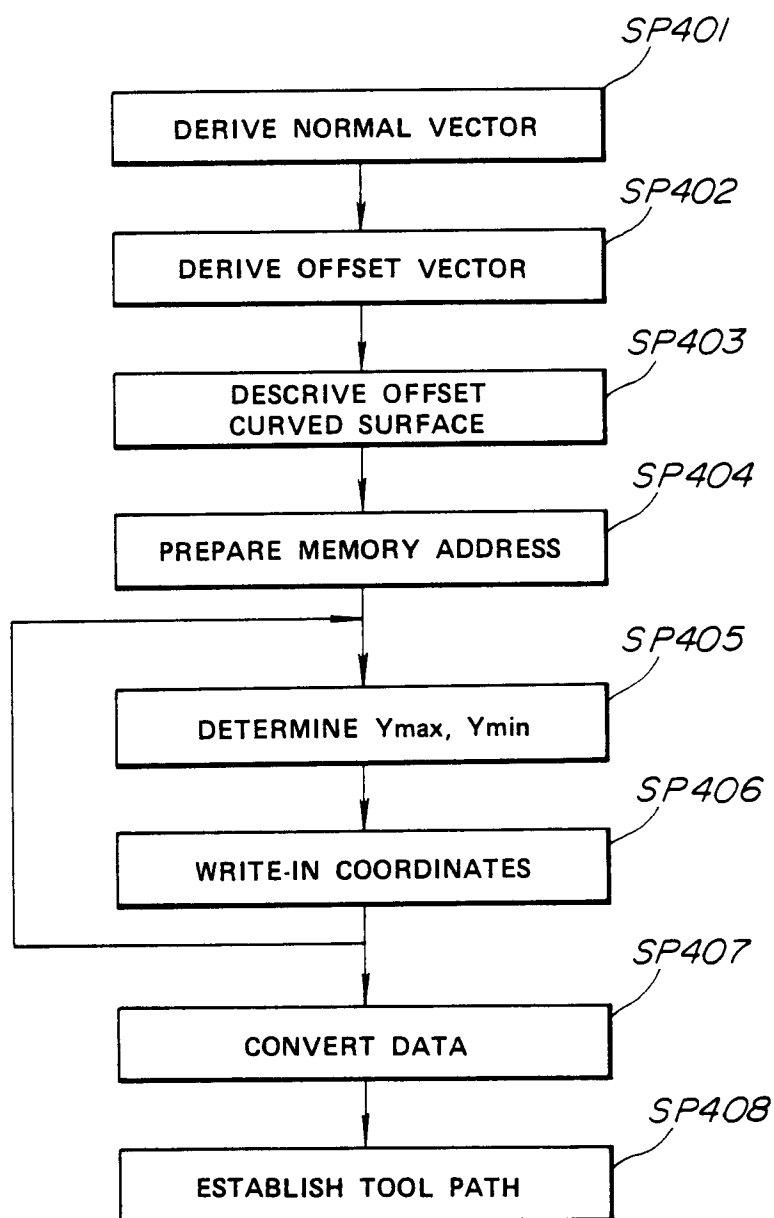 SP401
DERIVE NORMAL VECTOR
SP402
DERIVE OFFSET VECTOR
SP403
DESCRIVE OFFSET
CURVED SURFACE
SP404
PREPARE MEMORY ADDRESS
SP405
DETERMINE Ymax, Ymin
SP406
WRITE-IN COORDINATES
SP407
CONVERT DATA
SP408
ESTABLISH TOOL PATH